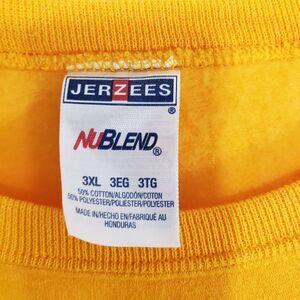 JERZEES
®
NUBLEND®
3XL 3EG 3TG
50% COTTON/ALGODÓN/COTON
50% POLYESTER/POLIÉSTER/POLYESTER
MADE IN/HECHO EN/FABRIQUÉ AU
HONDURAS